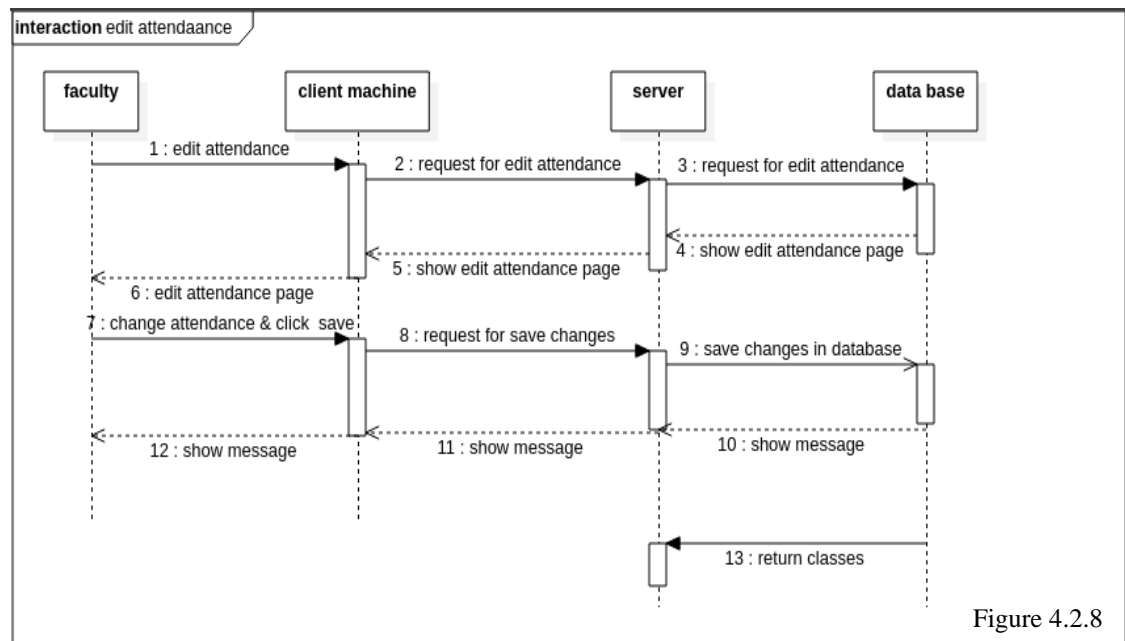 interaction edit attendaance
faculty
client machine
server
data base
1 : edit attendance
2 : request for edit attendance
3 : request for edit attendance
4 : show edit attendance page
5 : show edit attendance page
6 : edit attendance page
7 : change attendance & click save
8 : request for save changes
9 : save changes in database
10 : show message
11 : show message
12 : show message
13 : return classes
Figure 4.2.8